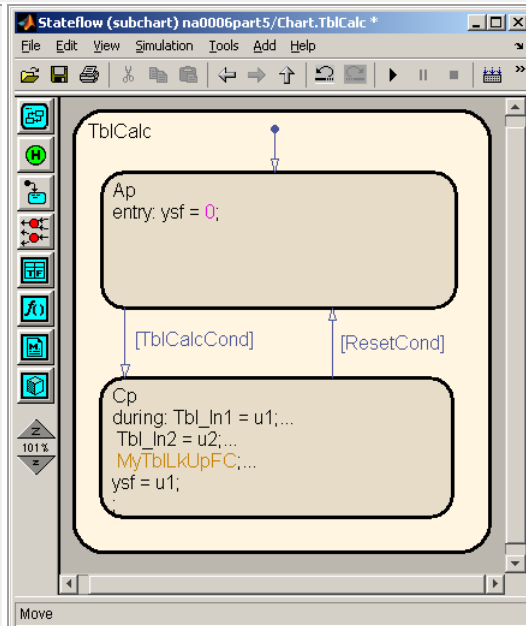 Stateflow (subchart) na0006part5/Chart.TblCalc *
File Edit View Simulation Tools Add Help
TblCalc
H
Ap
entry: ysf = 0;
TF
f()
[TblCalcCond]
[ResetCond]
M
Cp
during: Tbl_In1 = u1;...
Tbl_In2 = u2;...
MyTblLkUpFC;...
ysf = u1;
;
Z
101%
z
Move